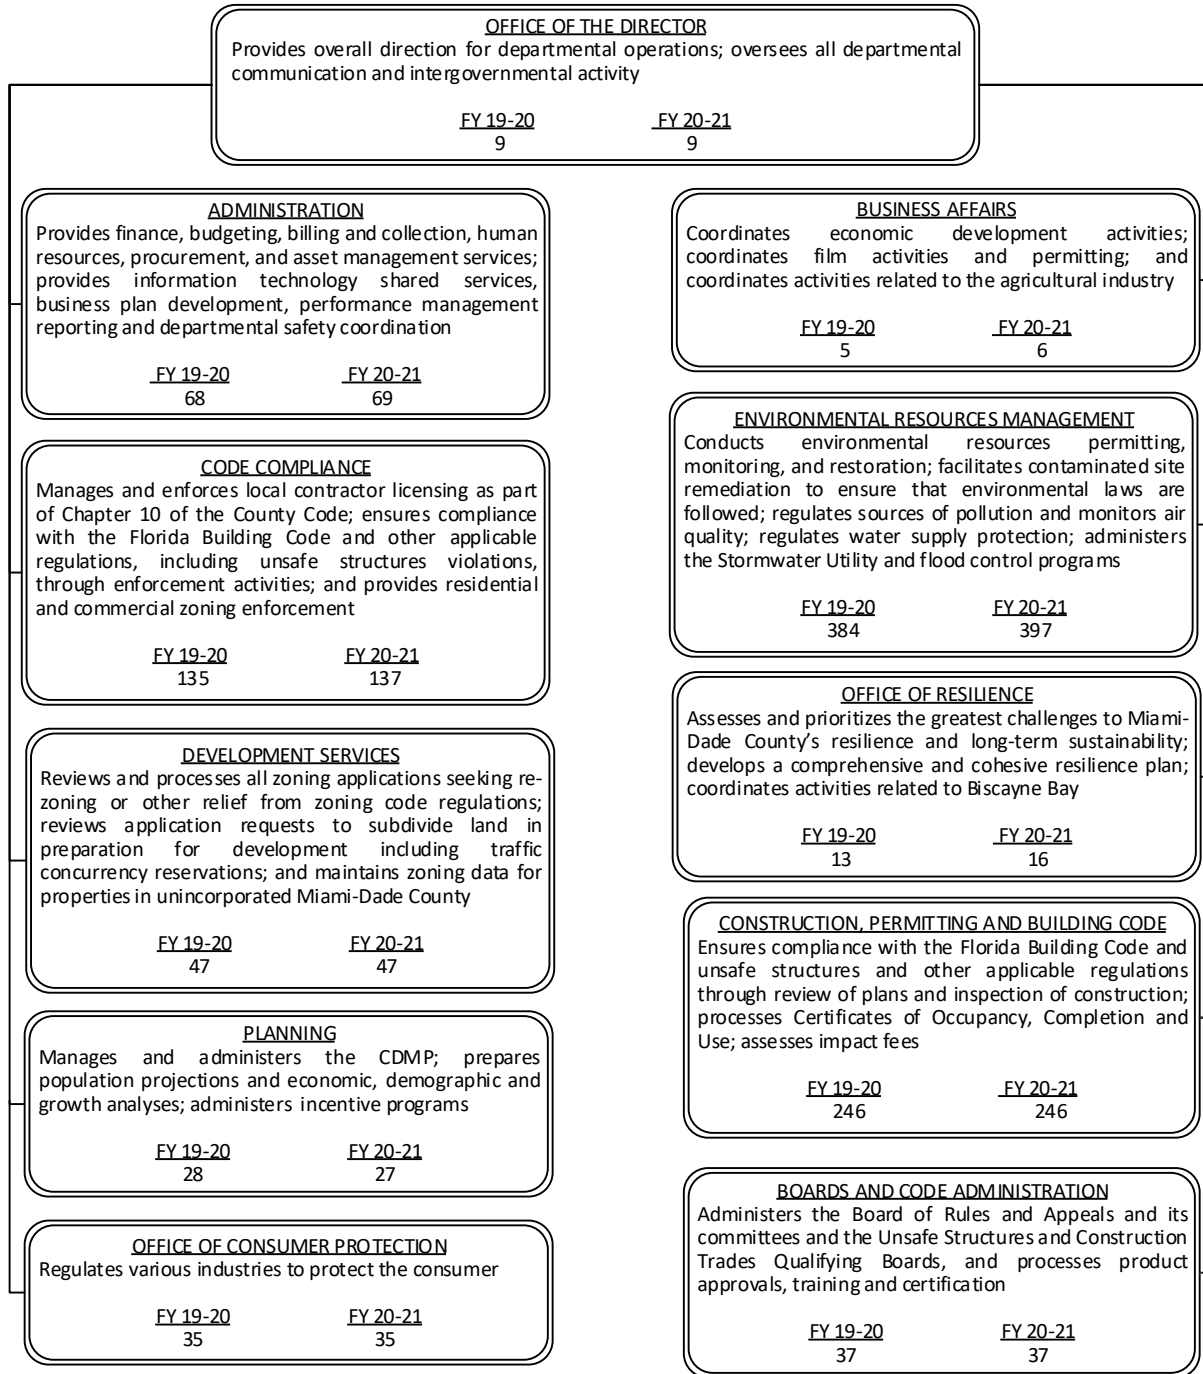 OFFICE OF THE DIRECTOR
Provides overall direction for departmental operations; oversees all departmental
communication and intergovernmental activity
FY 19-20 FY 20-21
9 9
ADMINISTRATION
Provides finance, budgeting, billing and collection, human
resources, procurement, and asset management services;
provides information technology shared services,
business plan development, performance management
reporting and departmental safety coordination
FY 19-20 FY 20-21
68 69
CODE COMPLIANCE
Manages and enforces local contractor licensing as part
of Chapter 10 of the County Code; ensures compliance
with the Florida Building Code and other applicable
regulations, including unsafe structures violations,
through enforcement activities; and provides residential
and commercial zoning enforcement
FY 19-20 FY 20-21
135 137
DEVELOPMENT SERVICES
Reviews and processes all zoning applications seeking re-
zoning or other relief from zoning code regulations;
reviews application requests to subdivide land in
preparation for development including traffic
concurrency reservations; and maintains zoning data for
properties in unincorporated Miami-Dade County
FY 19-20 FY 20-21
47 47
PLANNING
Manages and administers the CDMP; prepares
population projections and economic, demographic and
growth analyses; administers incentive programs
FY 19-20 FY 20-21
28 27
OFFICE OF CONSUMER PROTECTION
Regulates various industries to protect the consumer
FY 19-20 FY 20-21
35 35
BUSINESS AFFAIRS
Coordinates economic development activities;
coordinates film activities and permitting; and
coordinates activities related to the agricultural industry
FY 19-20 FY 20-21
5 6
ENVIRONMENTAL RESOURCES MANAGEMENT
Conducts environmental resources permitting,
monitoring, and restoration; facilitates contaminated site
remediation to ensure that environmental laws are
followed; regulates sources of pollution and monitors air
quality; regulates water supply protection; administers
the Stormwater Utility and flood control programs
FY 19-20 FY 20-21
384 397
OFFICE OF RESILIENCE
Assesses and prioritizes the greatest challenges to Miami-
Dade County’s resilience and long-term sustainability;
develops a comprehensive and cohesive resilience plan;
coordinates activities related to Biscayne Bay
FY 19-20 FY 20-21
13 16
CONSTRUCTION, PERMITTING AND BUILDING CODE
Ensures compliance with the Florida Building Code and
unsafe structures and other applicable regulations
through review of plans and inspection of construction;
processes Certificates of Occupancy, Completion and
Use; assesses impact fees
FY 19-20 FY 20-21
246 246
BOARDS AND CODE ADMINISTRATION
Administers the Board of Rules and Appeals and its
committees and the Unsafe Structures and Construction
Trades Qualifying Boards, and processes product
approvals, training and certification
FY 19-20 FY 20-21
37 37